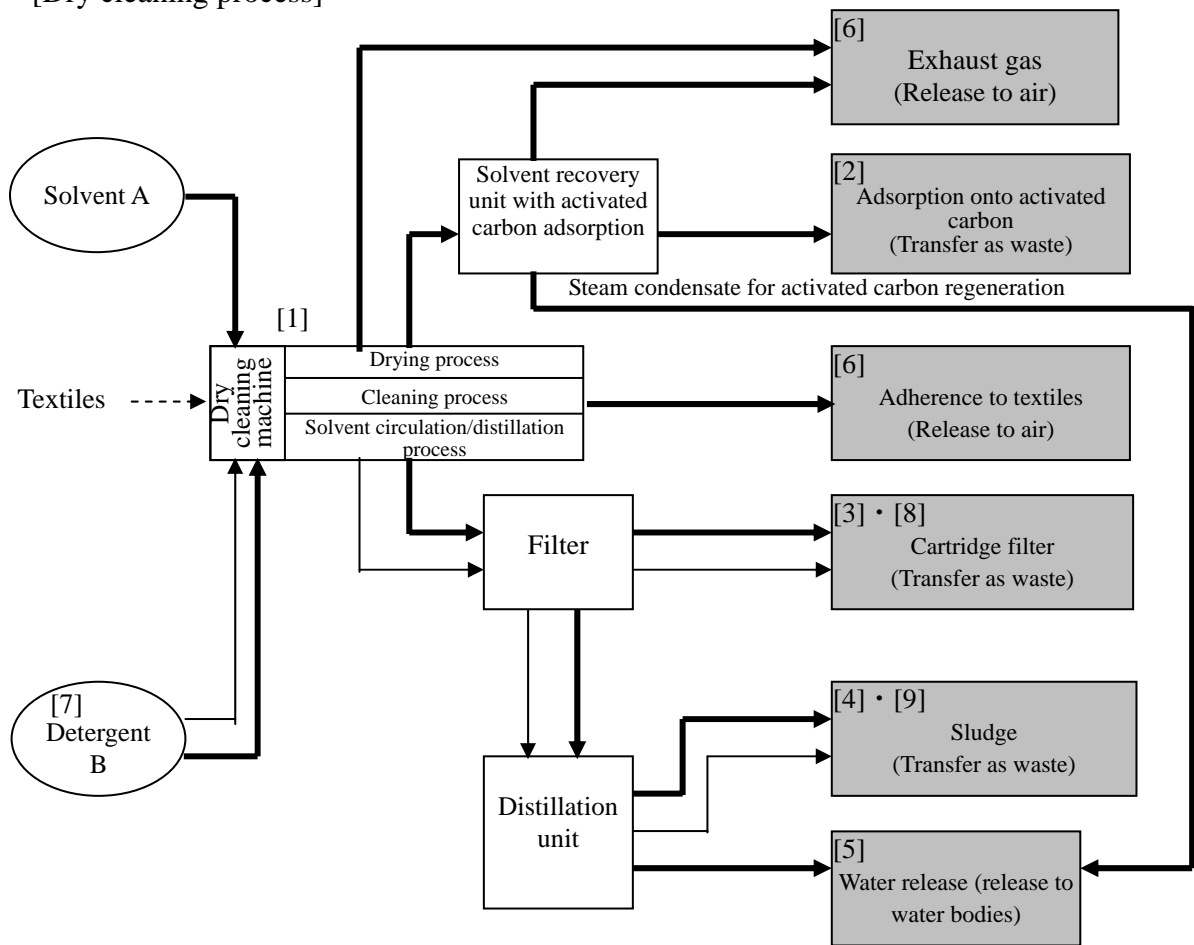 [Dry cleaning process]
[6]
Exhaust gas
(Release to air)
Solvent A
Solvent recovery
unit with activated
carbon adsorption
[2]
Adsorption onto activated
carbon
(Transfer as waste)
Steam condensate for activated carbon regeneration
[1]
Dry
cleaning
machine
Drying process
Cleaning process
Solvent circulation/distillation
process
Textiles
[6]
Adherence to textiles
(Release to air)
Filter
[3]・[8]
Cartridge filter
(Transfer as waste)
[7]
Detergent
B
[4]・[9]
Sludge
(Transfer as waste)
Distillation
unit
[5]
Water release (release to
water bodies)